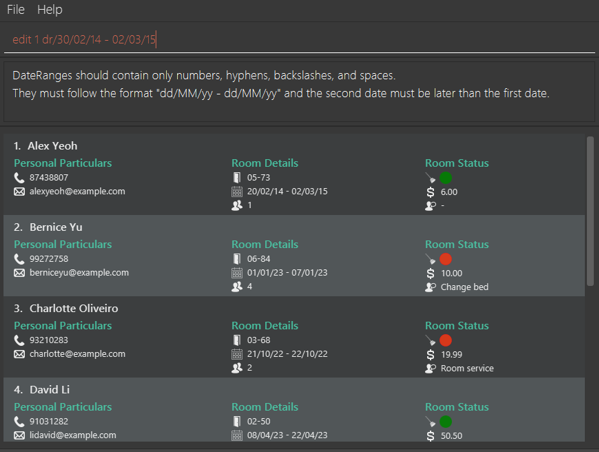 File Help
edit 1 dr/30/02/14 - 02/03/15
DateRanges should contain only numbers, hyphens, backslashes, and spaces.
They must follow the format "dd/MM/yy - dd/MM/yy" and the second date must be later than the first date.
1. Alex Yeoh
Personal Particulars Room Details Room Status
87438807 05-73
alexyeoh@example.com 20/02/14 - 02/03/15 $ 6.00
1 -
2. Bernice Yu
Personal Particulars Room Details Room Status
99272758 06-84
berniceyu@example.com 01/01/23 - 07/01/23 $ 10.00
4 Change bed
3. Charlotte Oliveiro
Personal Particulars Room Details Room Status
93210283 03-68
charlotte@example.com 21/10/22 - 22/10/22 $ 19.99
2 Room service
4. David Li
Personal Particulars Room Details Room Status
91031282 02-50
lidavid@example.com 08/04/23 - 22/04/23 $ 50.50